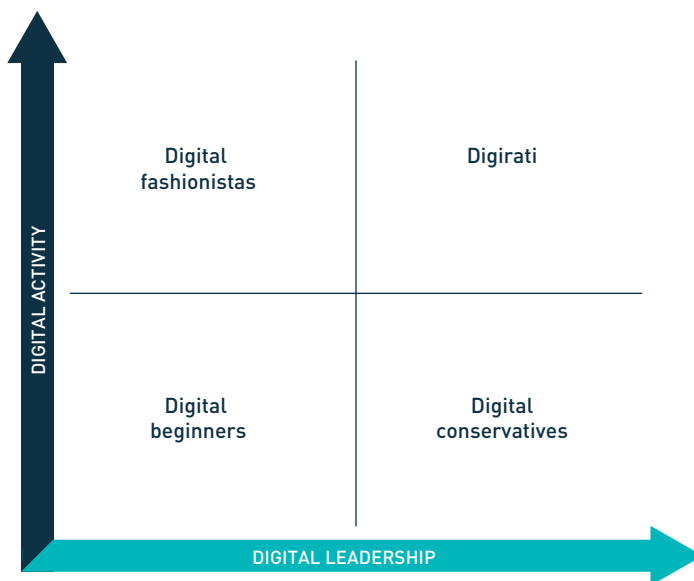 Digital
fashionistas
Digirati
DIGITAL ACTIVITY
Digital
beginners
Digital
conservatives
DIGITAL LEADERSHIP